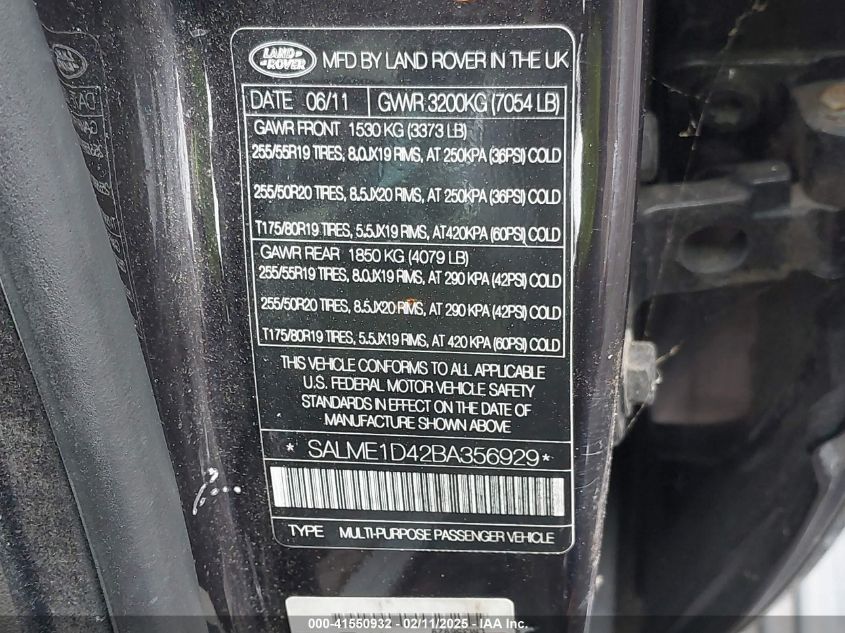 LAND ROVER
MFD BY LAND ROVER IN THE UK
DATE 06/11 GWWR 3200KG (7054 LB)
GAWR FRONT 1530 KG (3373 LB)
255/55R19 TIRES, 8.0JX19 RIMS, AT 250KPA (36PSI) COLD
255/50R20 TIRES, 8.5JX20 RIMS, AT 250KPA (36PSI) COLD
T175/80R19 TIRES, 5.5JX19 RIMS, AT 420KPA (60PSI) COLD
GAWR REAR 1850 KG (4079 LB)
255/55R19 TIRES, 8.0JX19 RIMS, AT 290 KPA (42PSI) COLD
255/50R20 TIRES, 8.5JX20 RIMS, AT 290 KPA (42PSI) COLD
T175/80R19 TIRES, 5.5JX19 RIMS, AT 420 KPA (60PSI) COLD
THIS VEHICLE CONFORMS TO ALL APPLICABLE
U.S. FEDERAL MOTOR VEHICLE SAFETY
STANDARDS IN EFFECT ON THE DATE OF
MANUFACTURE SHOWN ABOVE
* SALME1D42BA356929 *
TYPE MULTI-PURPOSE PASSENGER VEHICLE
000-41550932 - 02/11/2025 - IAA Inc.